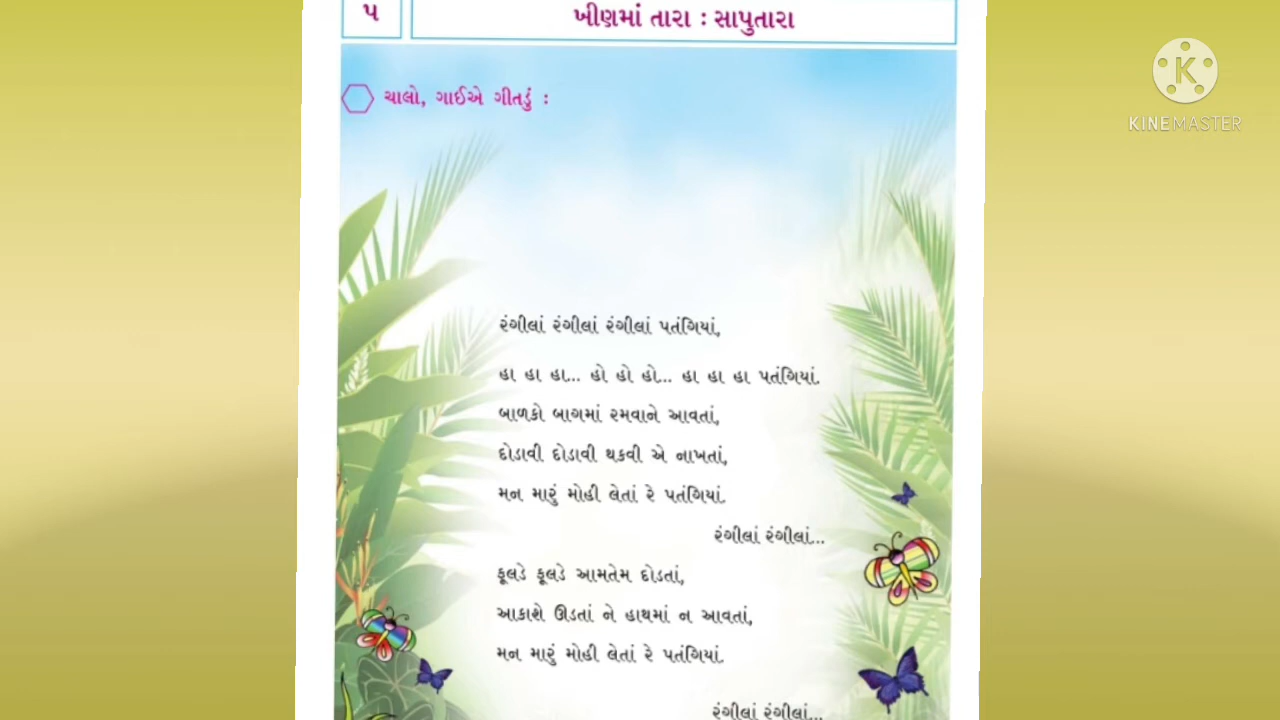 ૫
ખીણમાં તારા : સાપુતારા
ચાલો, ગાઈએ ગીતડું :
રંગીલાં રંગીલાં રંગીલાં પતંગિયાં,
હા હા હા... હો હો હો... હા હા હા પતંગિયાં.
બાળકો બાગમાં રમવાને આવતાં,
દોડાવી દોડાવી થકવી એ નાખતાં,
મન મારું મોહી લેતાં રે પતંગિયાં.
રંગીલાં રંગીલાં...
ફૂલડે ફૂલડે આમતેમ દોડતાં,
આકાશે ઊડતાં ને હાથમાં ન આવતાં,
મન મારું મોહી લેતાં રે પતંગિયાં.
રંગીલાં રંગીલાં...
K
KINEMASTER